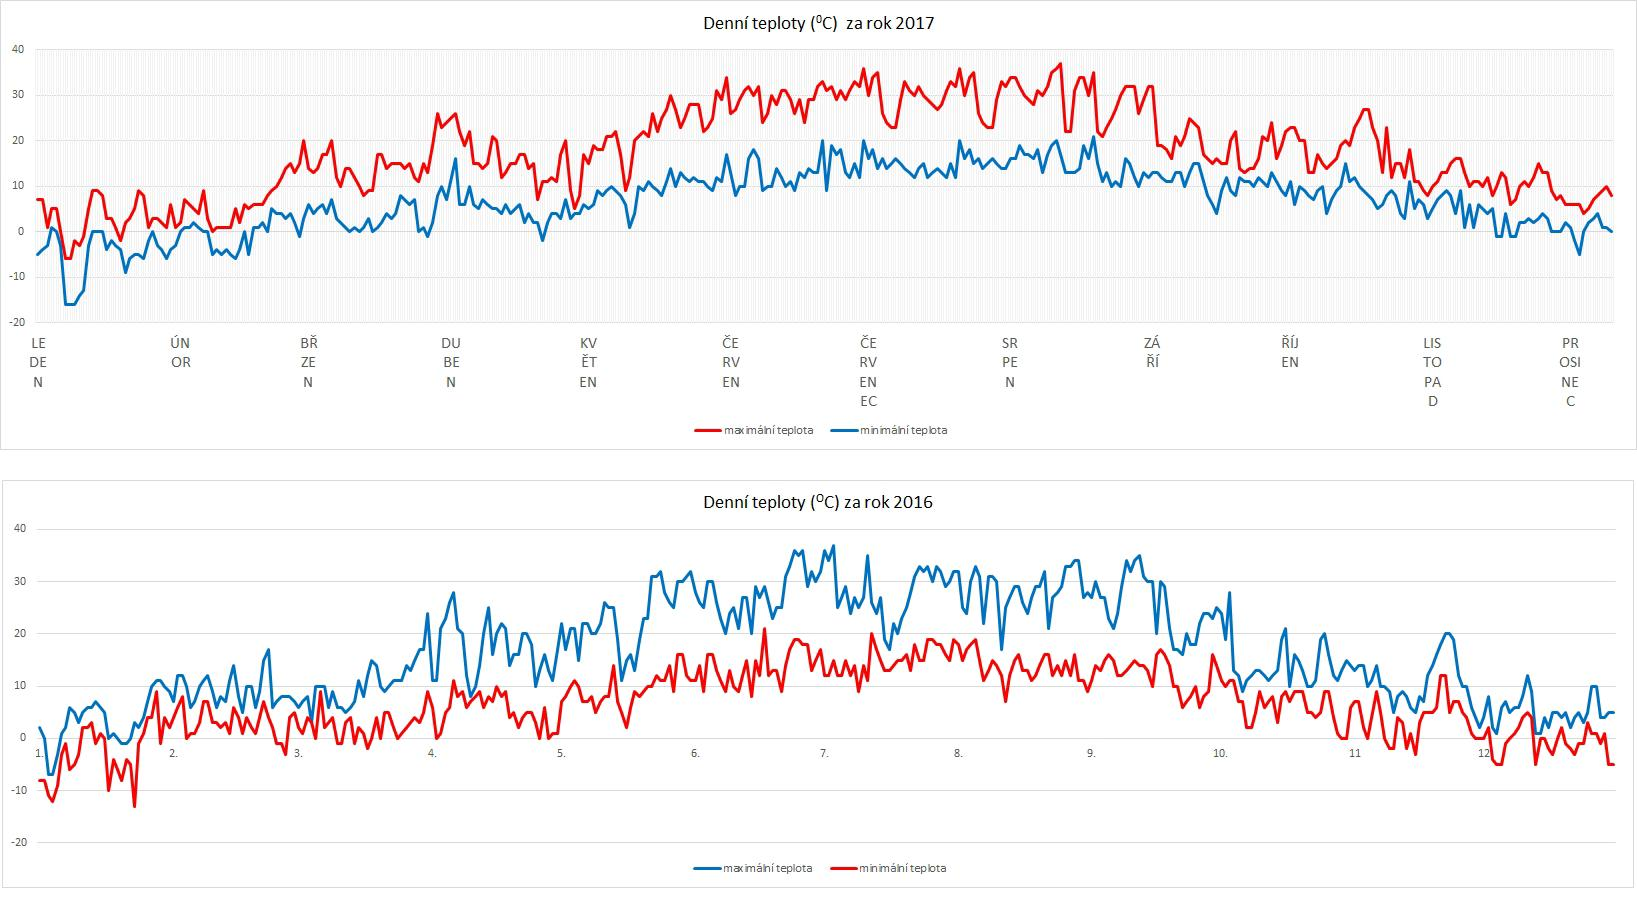 Denní teploty (⁰C)  za rok 2017
40
30
20
10
0
-10
-20
LE
DE
N
ÚN
OR
BŘ
ZE
N
DU
BE
N
KV
ĚT
EN
ČE
RV
EN
ČE
RV
EN
EC
SR
PE
N
ZÁ
ŘÍ
ŘÍJ
EN
LIS
TO
PA
D
PR
OSI
NE
C
maximální teplota minimální teplota
Denní teploty (ᴼC) za rok 2016
40
30
20
10
0
1. 2. 3. 4. 5. 6. 7. 8. 9. 10. 11 12
-10
-20
maximální teplota minimální teplota